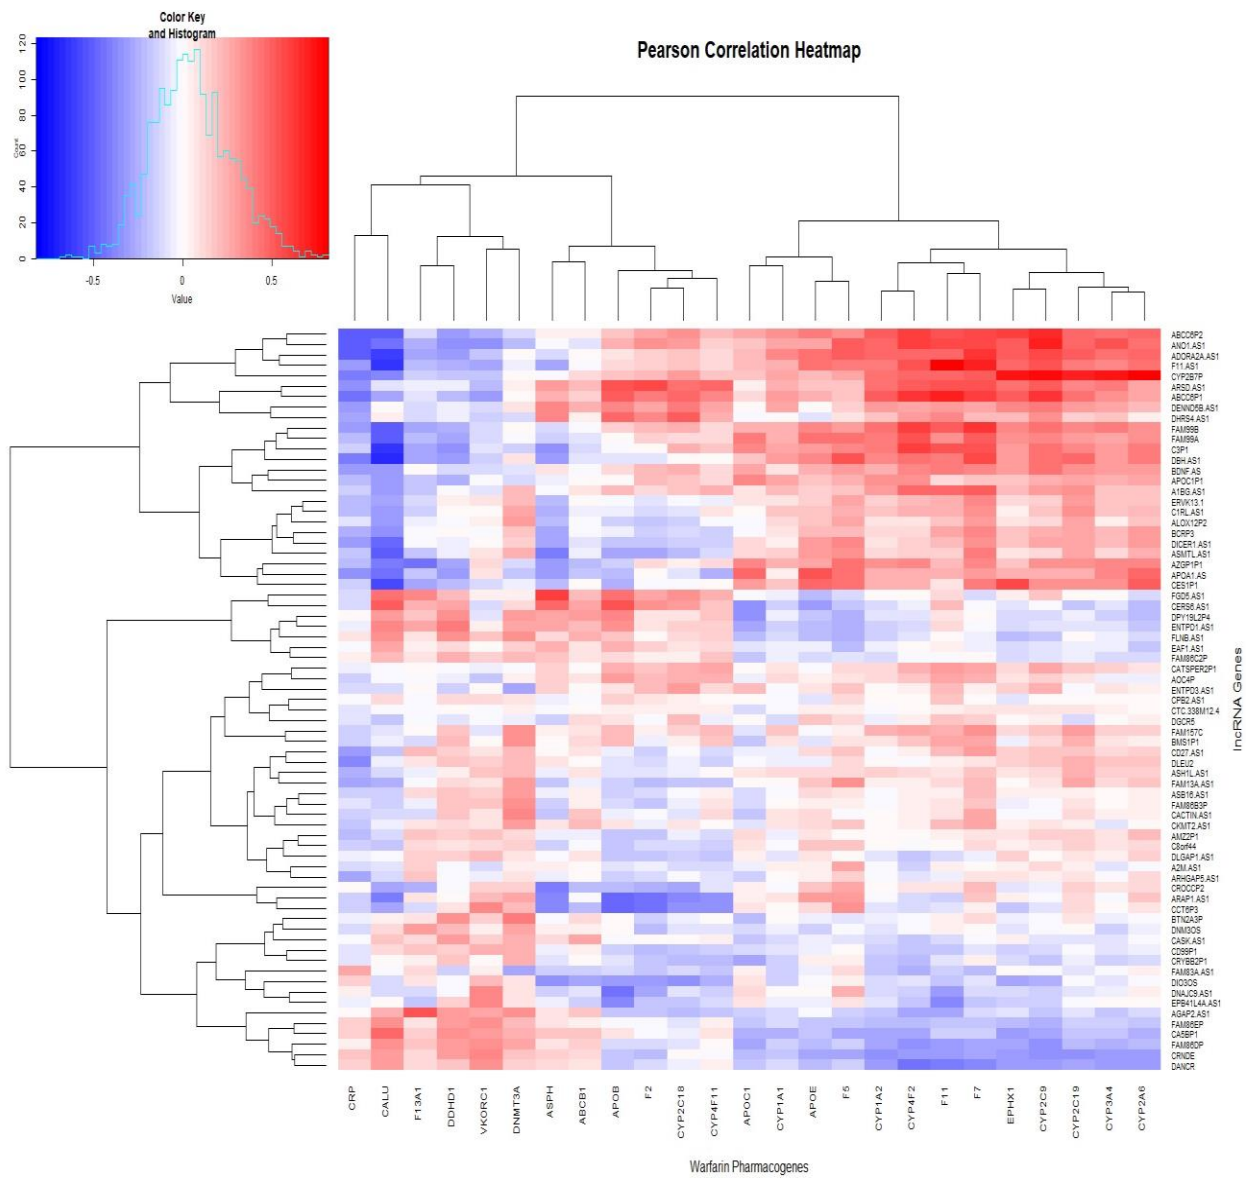 Color Key
and Histogram
Count
0
20
40
60
80
100
120
-0.5
0
0.5
Value
Pearson Correlation Heatmap
ABCC6P2
ANO1.AS1
ADORA2A.AS1
F11.AS1
CYP2B7P
ARSD.AS1
ABCC6P1
DENND5B.AS1
DHRS4.AS1
FAM99B
FAM99A
C3P1
DBH.AS1
BDNF.AS
APOC1P1
A1BG.AS1
ERVK13.1
C1RL.AS1
ALOX12P2
BCRP3
DICER1.AS1
ASMTL.AS1
AZGP1P1
APOA1.AS
CES1P1
FGD5.AS1
CERS6.AS1
DPY19L2P4
ENTPD1.AS1
FLNB.AS1
EAF1.AS1
FAM86C2P
CATSPER2P1
AOC4P
ENTPD3.AS1
CPB2.AS1
CTC.338M12.4
DGCR5
FAM157C
BMS1P1
CD27.AS1
DLEU2
ASH1L.AS1
FAM13A.AS1
ASB16.AS1
FAM86B3P
CACTIN.AS1
CKMT2.AS1
AMZ2P1
C8orf44
DLGAP1.AS1
A2M.AS1
ARHGAP5.AS1
CROCCP2
ARAP1.AS1
CCT6P3
BTN2A3P
DNM3OS
CASK.AS1
CD99P1
CRYBB2P1
FAM83A.AS1
DIO3OS
DNAJC9.AS1
EPB41L4A.AS1
AGAP2.AS1
FAM86EP
CA5BP1
FAM86DP
CRNDE
DANCR
lncRNA Genes
CRP
CALU
F13A1
DDHD1
VKORC1
DNMT3A
ASPH
ABCB1
APOB
F2
CYP2C18
CYP4F11
APOC1
CYP1A1
APOE
F5
CYP1A2
CYP4F2
F11
F7
EPHX1
CYP2C9
CYP2C19
CYP3A4
CYP2A6
Warfarin Pharmacogenes